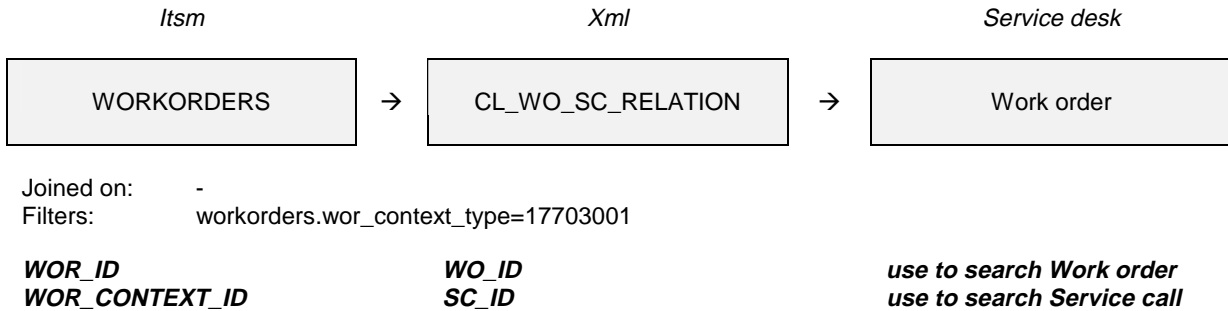 Itsm Xml Service desk
WORKORDERS → CL_WO_SC_RELATION → Work order
Joined on: -
Filters: workorders.wor_context_type=17703001
WOR_ID WO_ID use to search Work order
WOR_CONTEXT_ID SC_ID use to search Service call